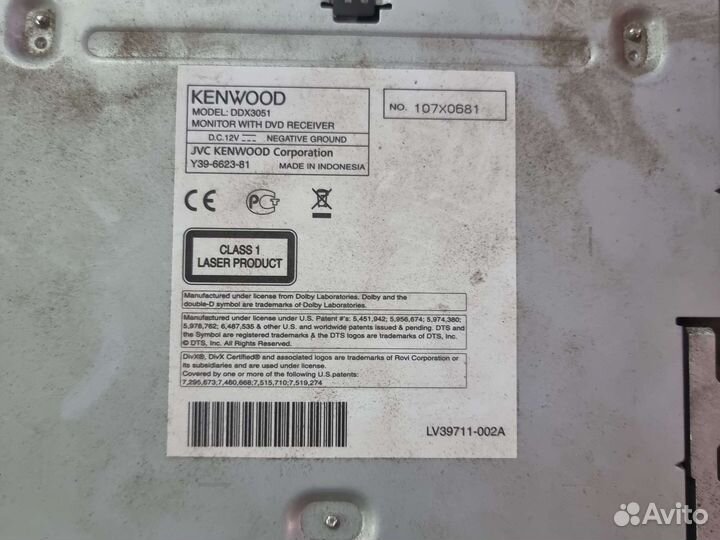 KENWOOD
MODEL: DDX3051
MONITOR WITH DVD RECEIVER
D.C.12V NEGATIVE GROUND
JVC KENWOOD Corporation
Y39-6623-81 MADE IN INDONESIA
NO. 107X0681
CE PCT
CLASS 1
LASER PRODUCT
Manufactured under license from Dolby Laboratories. Dolby and the
double-D symbol are trademarks of Dolby Laboratories.
Manufactured under license under U.S. Patent #'s: 5,451,942; 5,956,674; 5,974,380;
5,978,762; 6,487,535 & other U.S. and worldwide patents issued & pending. DTS and
the Symbol are registered trademarks & the DTS logos are trademarks of DTS, Inc.
© DTS, Inc. All Rights Reserved.
DivX®, DivX Certified® and associated logos are trademarks of Rovi Corporation or
its subsidiaries and are used under license.
Covered by one or more of the following U.S.patents:
7,295,673;7,460,668;7,515,710;7,519,274
LV39711-002A
Avito